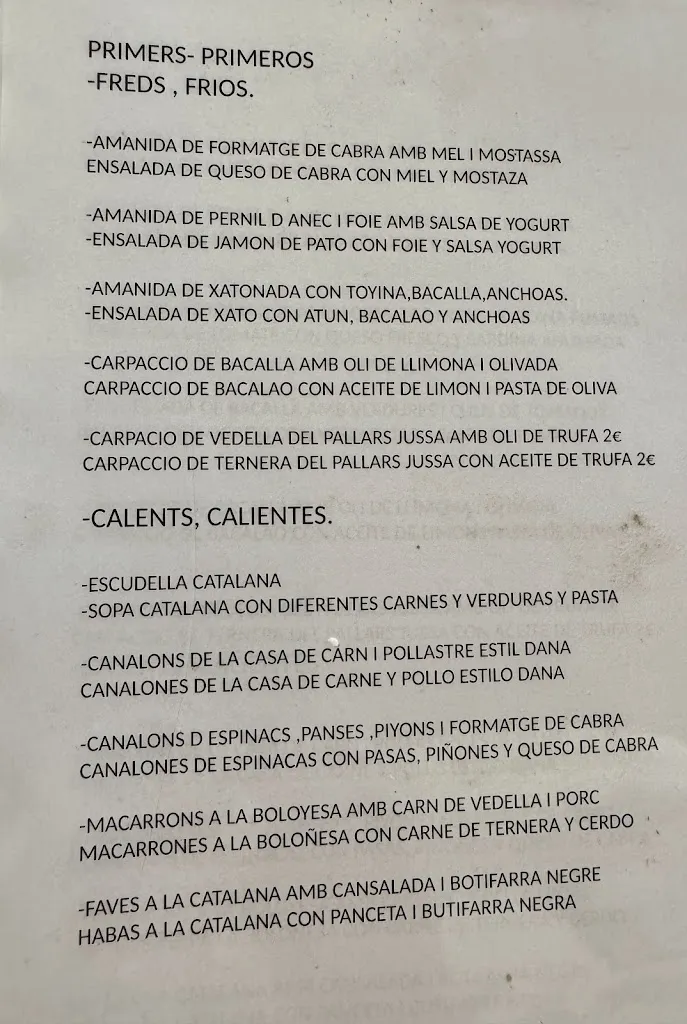 PRIMERS- PRIMEROS
-FREDS , FRIOS.
-AMANIDA DE FORMATGE DE CABRA AMB MEL I MOSTASSA
ENSALADA DE QUESO DE CABRA CON MIEL Y MOSTAZA
-AMANIDA DE PERNIL D ANEC I FOIE AMB SALSA DE YOGURT
-ENSALADA DE JAMON DE PATO CON FOIE Y SALSA YOGURT
-AMANIDA DE XATONADA CON TOYINA,BACALLA,ANCHOAS.
-ENSALADA DE XATO CON ATUN, BACALAO Y ANCHOAS
-CARPACCIO DE BACALLA AMB OLI DE LLIMONA I OLIVADA
CARPACCIO DE BACALAO CON ACEITE DE LIMON I PASTA DE OLIVA
-CARPACIO DE VEDELLA DEL PALLARS JUSSA AMB OLI DE TRUFA 2€
CARPACCIO DE TERNERA DEL PALLARS JUSSA CON ACEITE DE TRUFA 2€
-CALENTS, CALIENTES.
-ESCUDELLA CATALANA
-SOPA CATALANA CON DIFERENTES CARNES Y VERDURAS Y PASTA
-CANALONS DE LA CASA DE CARN I POLLASTRE ESTIL DANA
CANALONES DE LA CASA DE CARNE Y POLLO ESTILO DANA
-CANALONS D ESPINACS ,PANSES ,PIYONS I FORMATGE DE CABRA
CANALONES DE ESPINACAS CON PASAS, PIÑONES Y QUESO DE CABRA
-MACARRONS A LA BOLOYESA AMB CARN DE VEDELLA I PORC
MACARRONES A LA BOLOÑESA CON CARNE DE TERNERA Y CERDO
-FAVES A LA CATALANA AMB CANSALADA I BOTIFARRA NEGRE
HABAS A LA CATALANA CON PANCETA I BUTIFARRA NEGRA